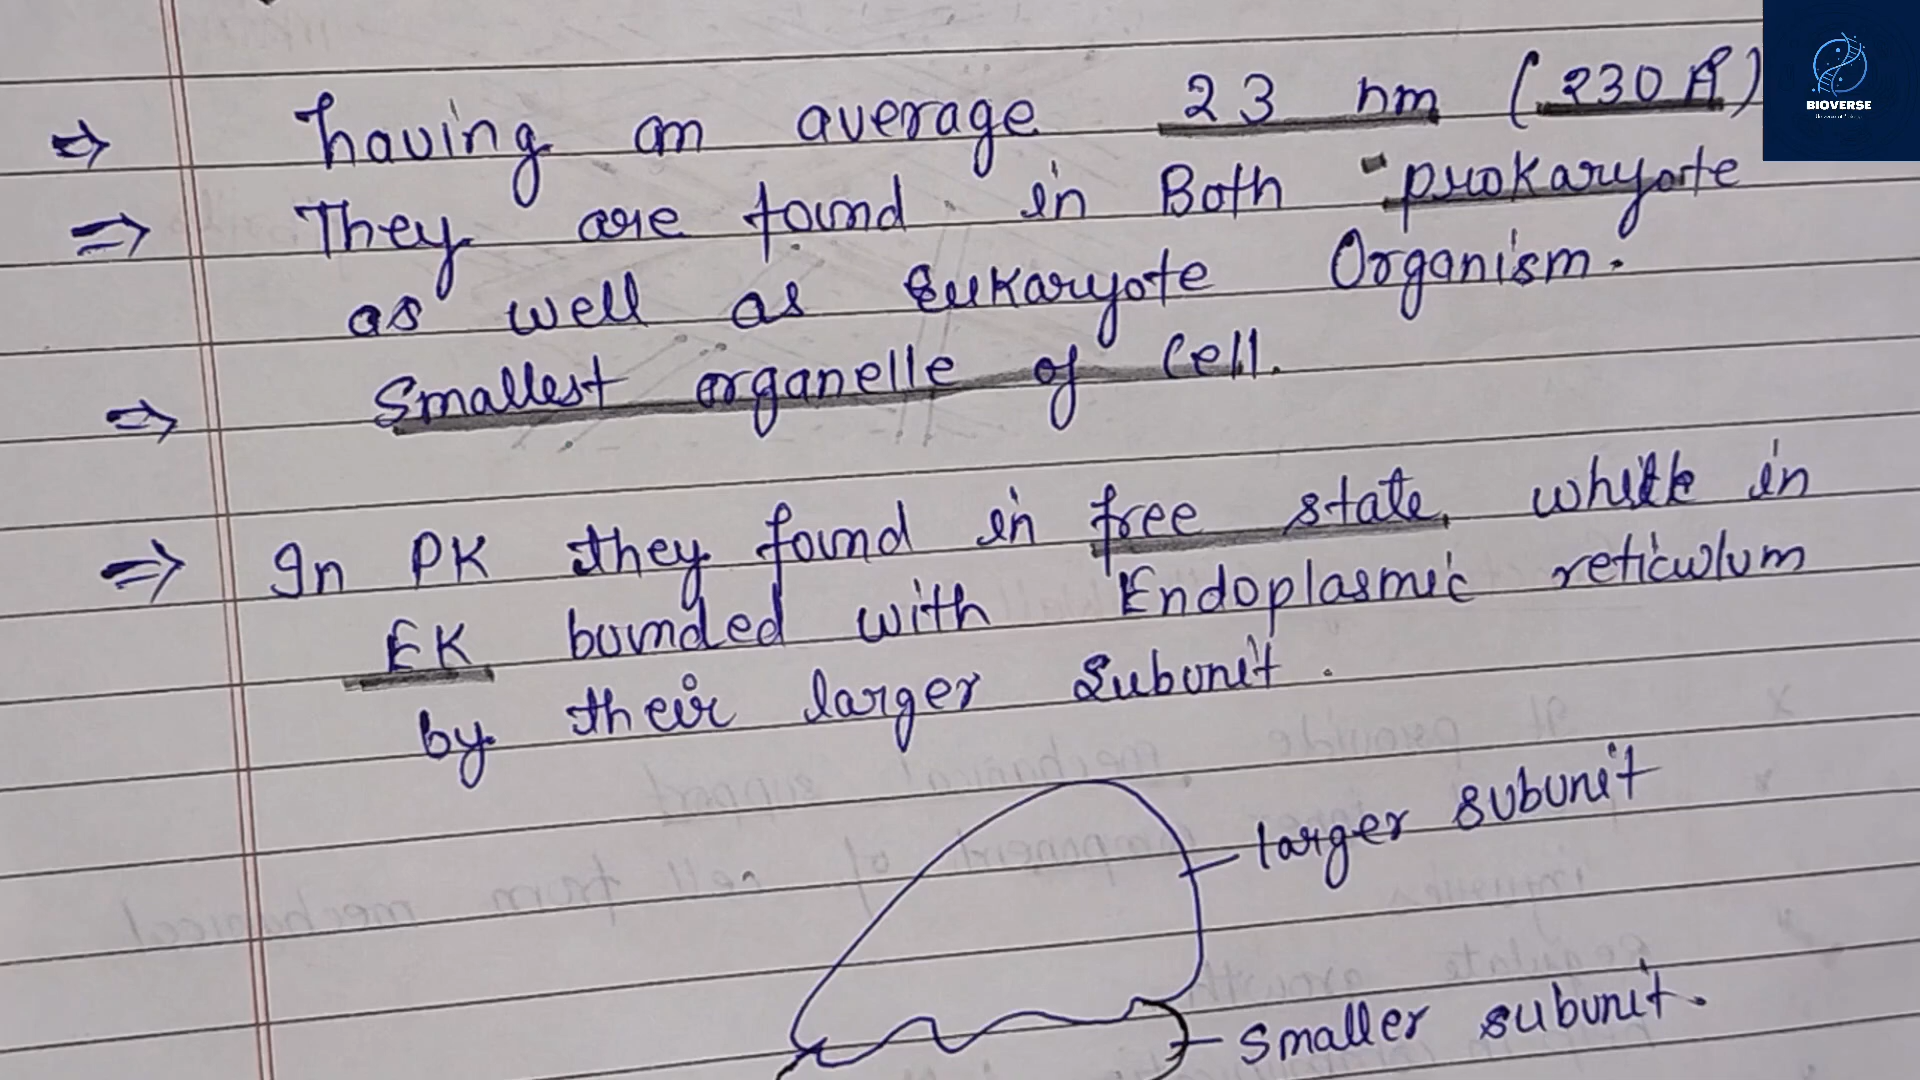 ⇒ having an average 23 nm (230 Å)
⇒ They are found in Both prokaryote
as well as Eukaryote Organism.
⇒ Smallest organelle of cell.
⇒ In PK they found in free state, while in
EK bounded with Endoplasmic reticulum
by their larger Subunit.
larger subunit
smaller subunit.
BIOVERSE